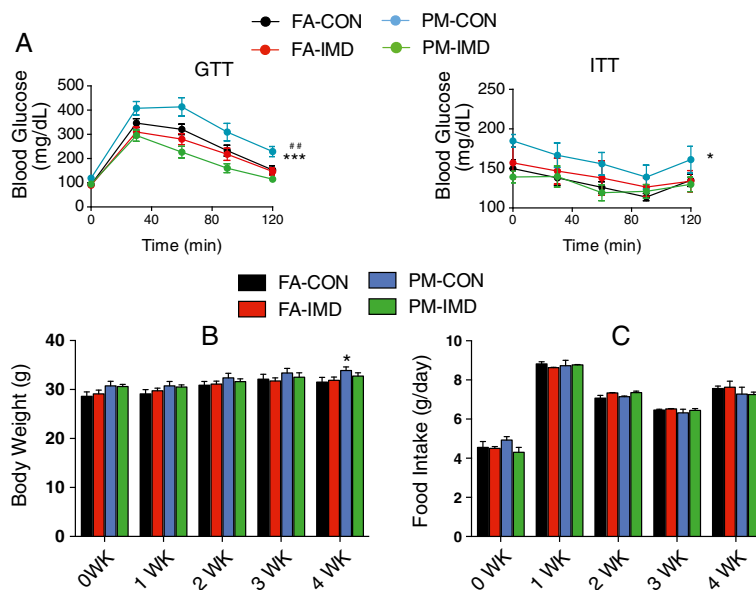 A
FA-CON PM-CON
FA-IMD PM-IMD
GTT
Blood Glucose
(mg/dL)
500
400
300
200
100
0
##
***
0 40 80 120
Time (min)
ITT
Blood Glucose
(mg/dL)
250
200
150
100
*
0 40 80 120
Time (min)
FA-CON PM-CON
FA-IMD PM-IMD
B
Body Weight (g)
40
30
20
10
0
*
0WK 1 WK 2 WK 3 WK 4 WK
C
Food Intake (g/day)
10
8
6
4
2
0
0 WK 1 WK 2 WK 3 WK 4 WK